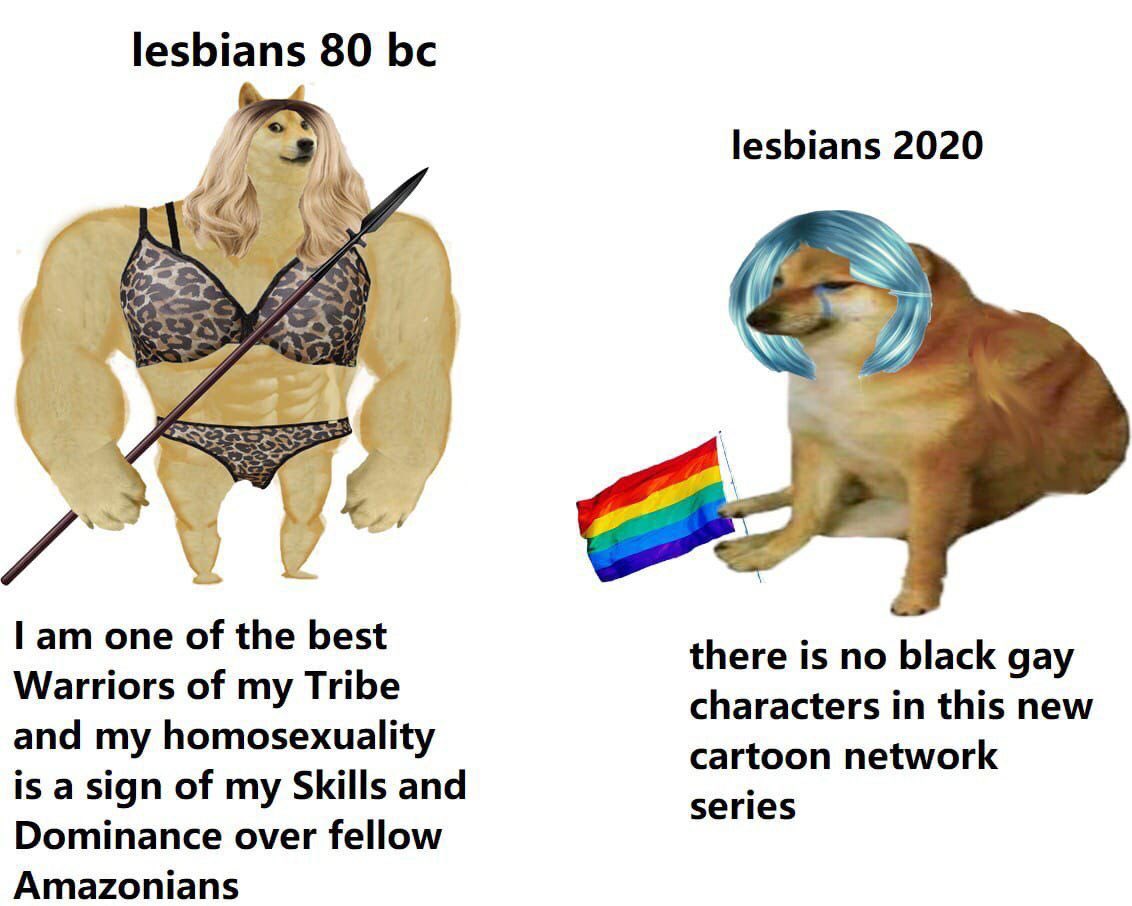 lesbians 80 bc
lesbians 2020
I am one of the best
Warriors of my Tribe
and my homosexuality
is a sign of my Skills and
Dominance over fellow
Amazonians
there is no black gay
characters in this new
cartoon network
series